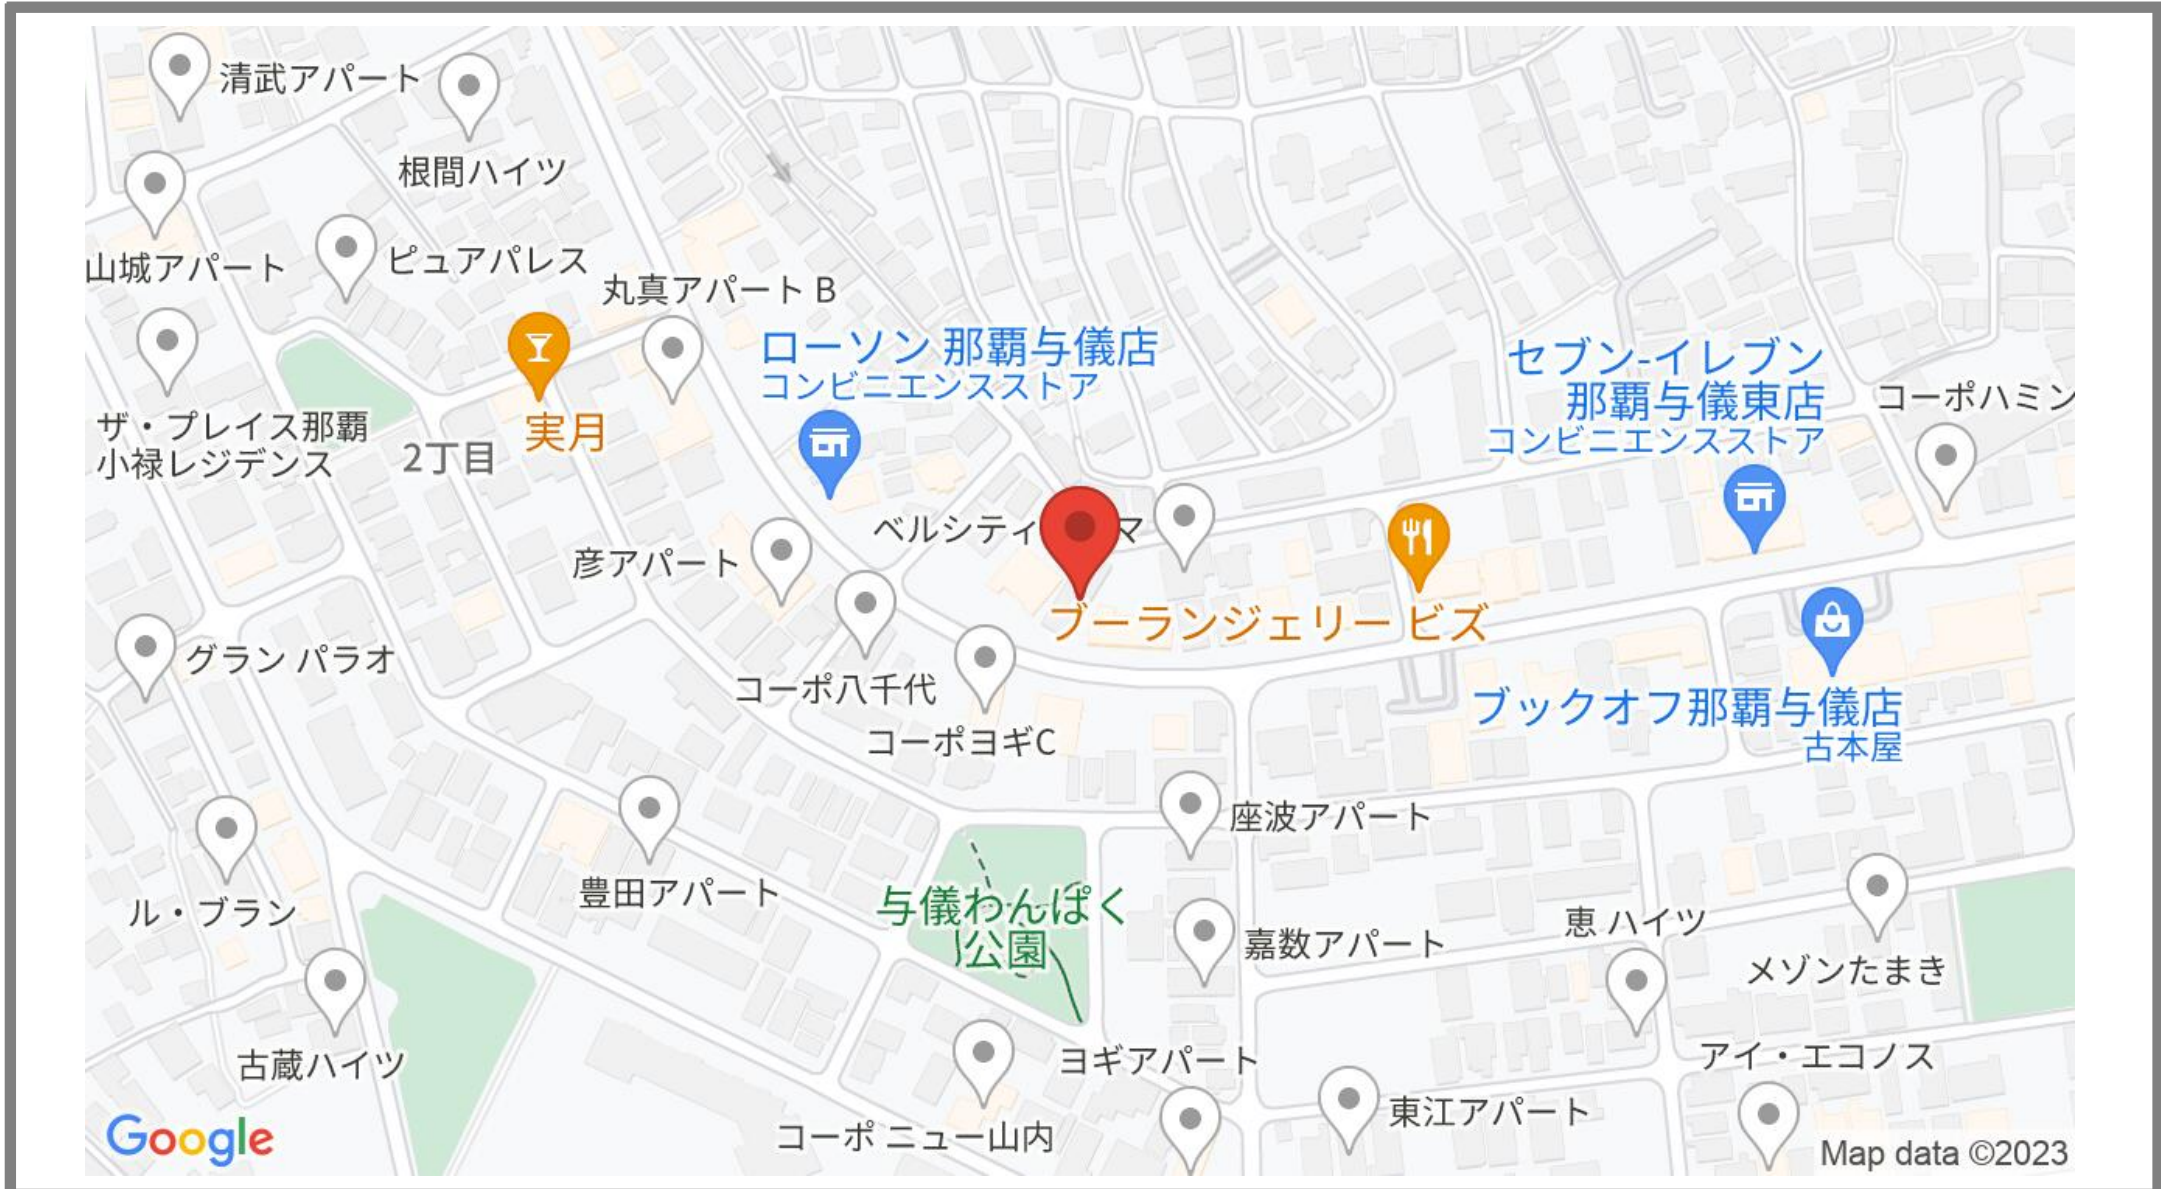 清武アパート
根間ハイツ
山城アパート
ピュアパレス
丸真アパート B
ローソン 那覇与儀店
コンビニエンスストア
セブン-イレブン
那覇与儀東店
コンビニエンスストア
コーポハミン
ザ・プレイス那覇
小禄レジデンス
2丁目
実月
ベルシティ
マ
彦アパート
ブーランジェリー ビズ
グラン パラオ
コーポ八千代
コーポヨギC
ブックオフ那覇与儀店
古本屋
座波アパート
豊田アパート
ル・ブラン
与儀わんぱく
公園
嘉数アパート
恵 ハイツ
メゾンたまき
古蔵ハイツ
ヨギアパート
アイ・エコノス
東江アパート
コーポ ニュー山内
Google
Map data ©2023